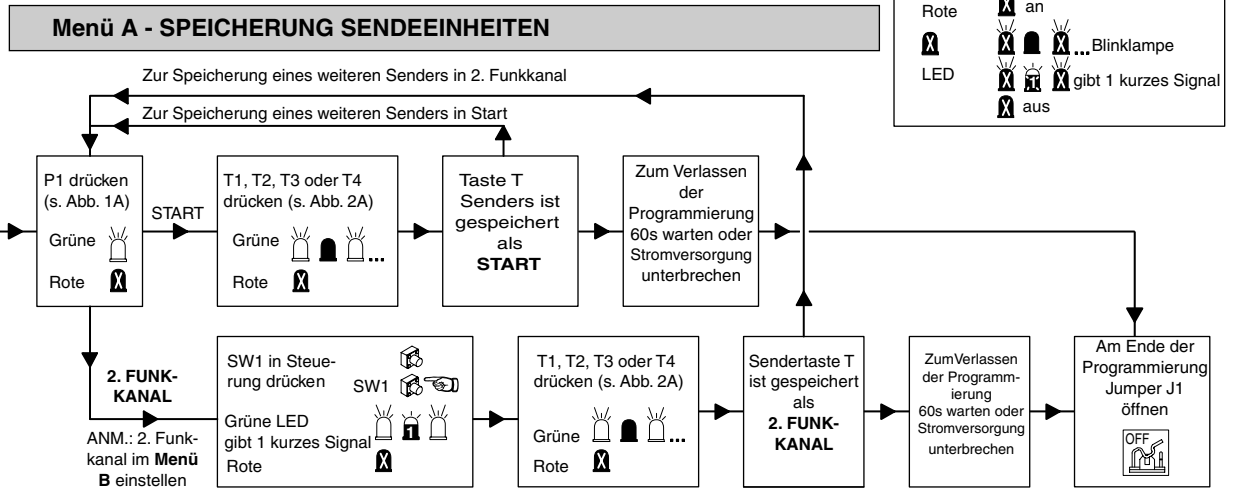 Menü A - SPEICHERUNG SENDEEINHEITEN
Rote
LED
an
...Blinklampe
1
gibt 1 kurzes Signal
aus
Zur Speicherung eines weiteren Senders in 2. Funkkanal
Zur Speicherung eines weiteren Senders in Start
P1 drücken
(s. Abb. 1A)
Grüne
Rote
START
T1, T2, T3 oder T4
drücken (s. Abb. 2A)
Grüne ...
Rote
Taste T
Senders ist
gespeichert
als
START
Zum Verlassen
der
Programmierung
60s warten oder
Stromversorgung
unterbrechen
2. FUNK-
KANAL
ANM.: 2. Funk-
kanal im Menü
B einstellen
SW1 in Steue-
rung drücken
SW1
Grüne LED
gibt 1 kurzes Signal
1
Rote
T1, T2, T3 oder T4
drücken (s. Abb. 2A)
Grüne ...
Rote
Sendertaste T
ist gespeichert
als
2. FUNK-
KANAL
ZumVerlassen
der Programm-
ierung
60s warten oder
Stromversorgung
unterbrechen
Am Ende der
Programmierung
Jumper J1
öffnen
OFF